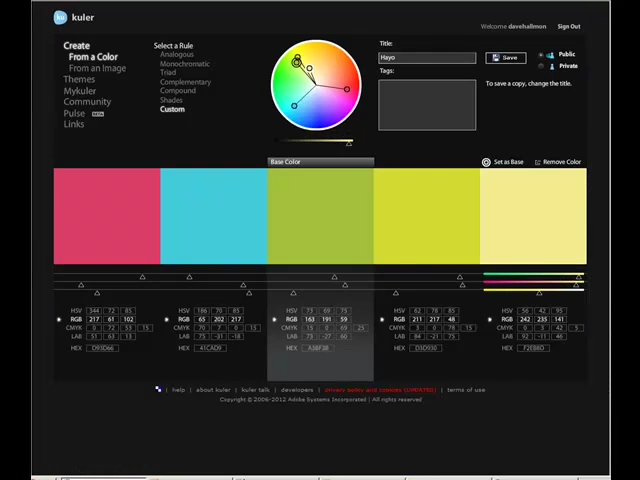 kuler
Welcome davehallmon Sign Out
Create
From a Color
From an Image
Themes
Mykuler
Community
Pulse BETA
Links
Select a Rule
Analogous
Monochromatic
Triad
Complementary
Compound
Shades
Custom
Title:
Hayo
Save
Public
Private
Tags:
To save a copy, change the title.
Base Color
Set as Base
Remove Color
HSV 344 72 85
RGB 217 61 102
CMYK 0 72 53 15
LAB 51 63 13
HEX D93D66
HSV 186 70 85
RGB 65 202 217
CMYK 70 7 0 15
LAB 75 -31 -18
HEX 41CAD9
HSV 73 69 75
RGB 163 191 59
CMYK 15 0 69 25
LAB 73 -27 66
HEX A3BF3B
HSV 62 78 85
RGB 211 217 48
CMYK 3 0 78 15
LAB 84 -21 75
HEX D3D930
HSV 56 42 95
RGB 242 235 141
CMYK 0 3 42 5
LAB 92 -11 46
HEX F2EB8D
| help | about kuler | kuler talk | developers | privacy policy and cookies (UPDATED) | terms of use
Copyright © 2006-2012 Adobe Systems Incorporated | All rights reserved